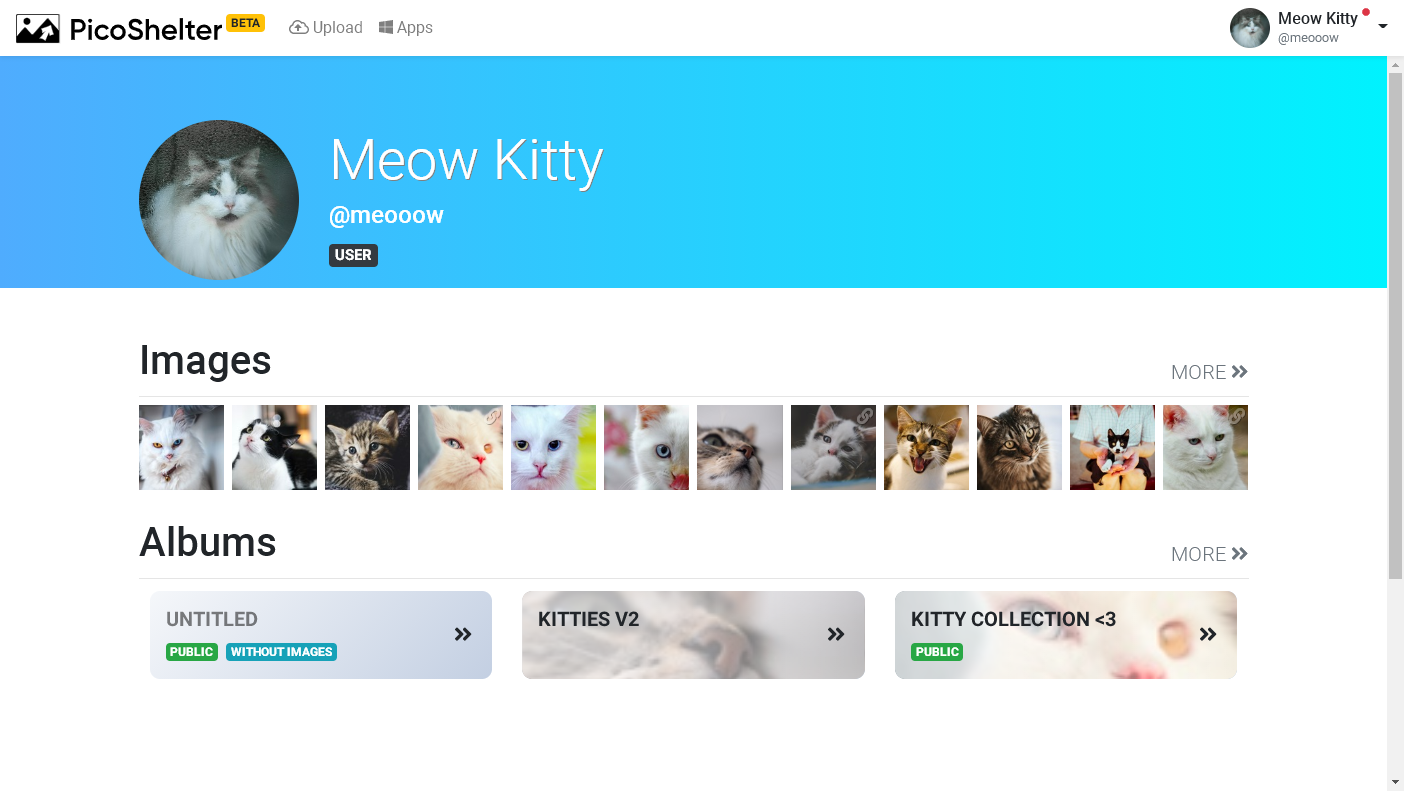 PicoShelter BETA Upload Apps Meow Kitty
@meooow
Meow Kitty
@meooow
USER
Images
MORE
Albums
MORE
UNTITLED
PUBLIC WITHOUT IMAGES
KITTIES V2
KITTY COLLECTION <3
PUBLIC